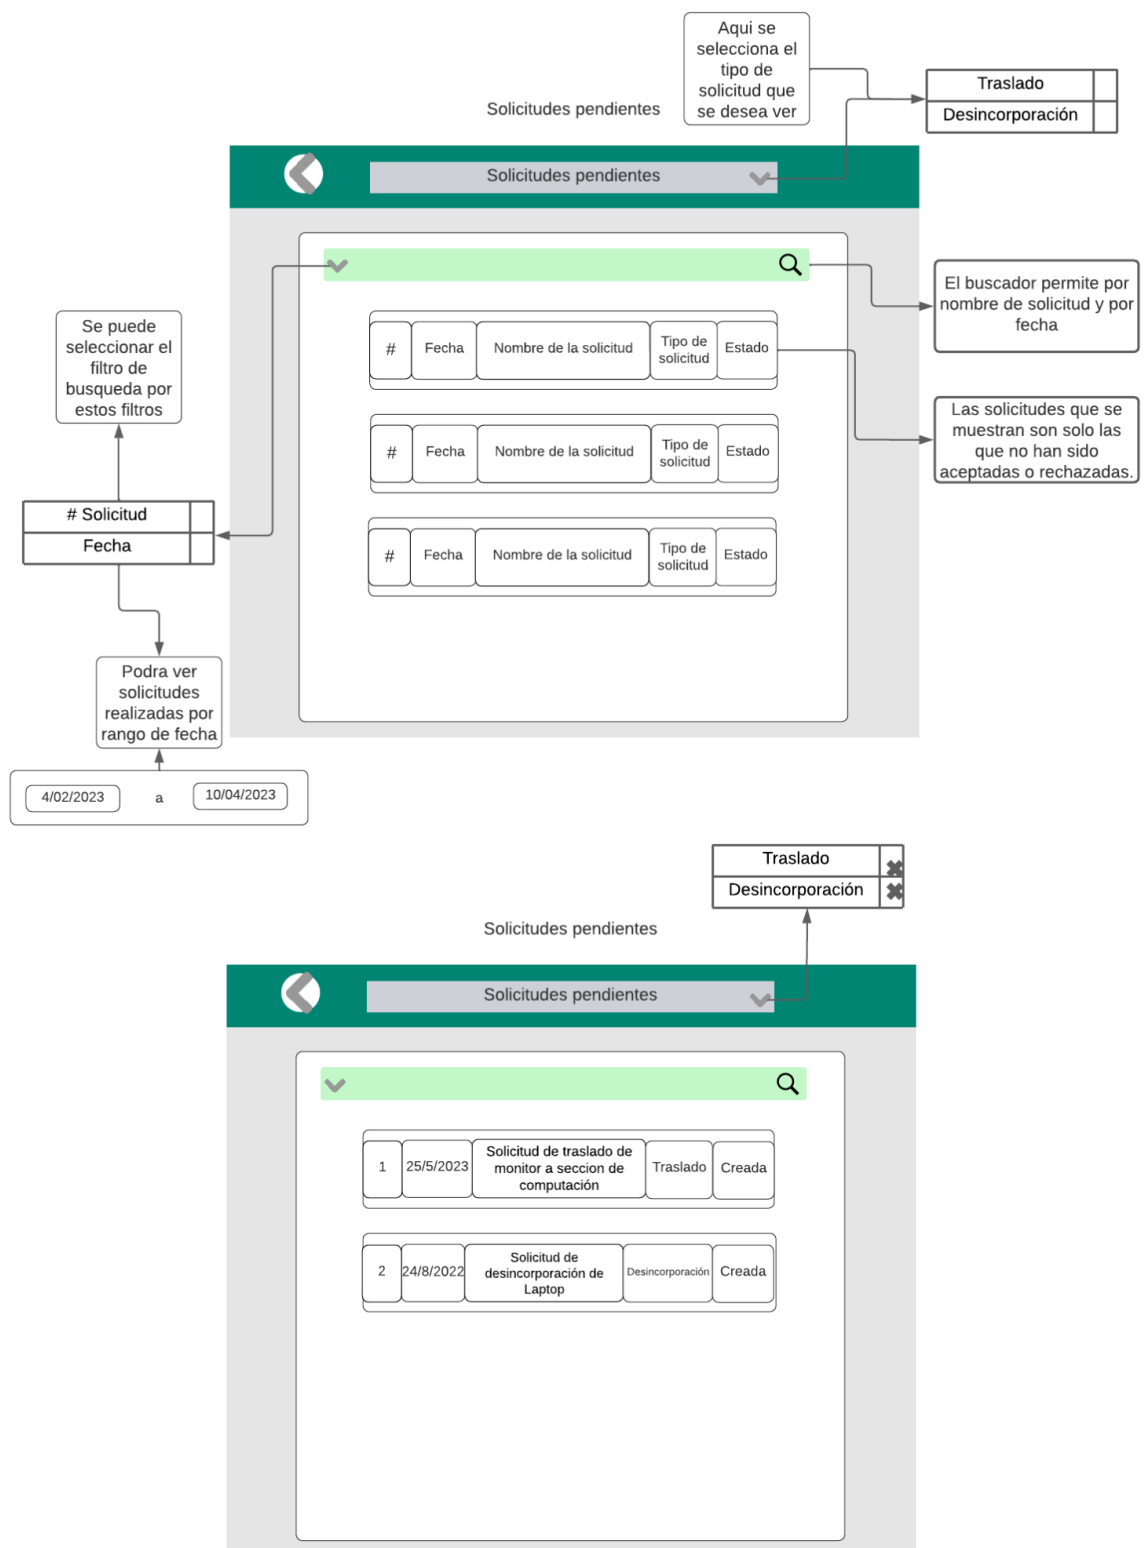 Aqui se
selecciona el
tipo de
solicitud que
se desea ver
Traslado
Desincorporación
Solicitudes pendientes
Solicitudes pendientes
El buscador permite por
nombre de solicitud y por
fecha
Se puede
seleccionar el
filtro de
busqueda por
estos filtros
# Fecha Nombre de la solicitud Tipo de solicitud Estado
Las solicitudes que se
muestran son solo las
que no han sido
aceptadas o rechazadas.
# Fecha Nombre de la solicitud Tipo de solicitud Estado
# Solicitud
Fecha
# Fecha Nombre de la solicitud Tipo de solicitud Estado
Podra ver
solicitudes
realizadas por
rango de fecha
4/02/2023 a 10/04/2023
Traslado
Desincorporación
Solicitudes pendientes
Solicitudes pendientes
1 25/5/2023 Solicitud de traslado de monitor a seccion de computación Traslado Creada
2 24/8/2022 Solicitud de desincorporación de Laptop Desincorporación Creada